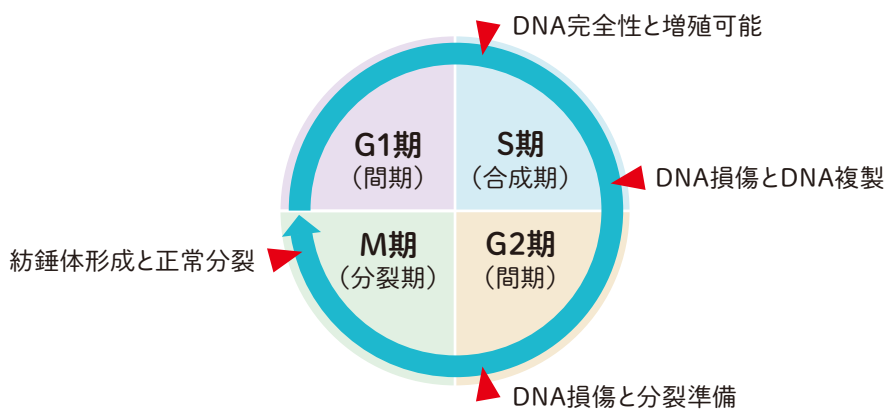 DNA完全性と増殖可能
G1期
（間期）
S期
（合成期）
DNA損傷とDNA複製
M期
（分裂期）
G2期
（間期）
紡錘体形成と正常分裂
DNA損傷と分裂準備